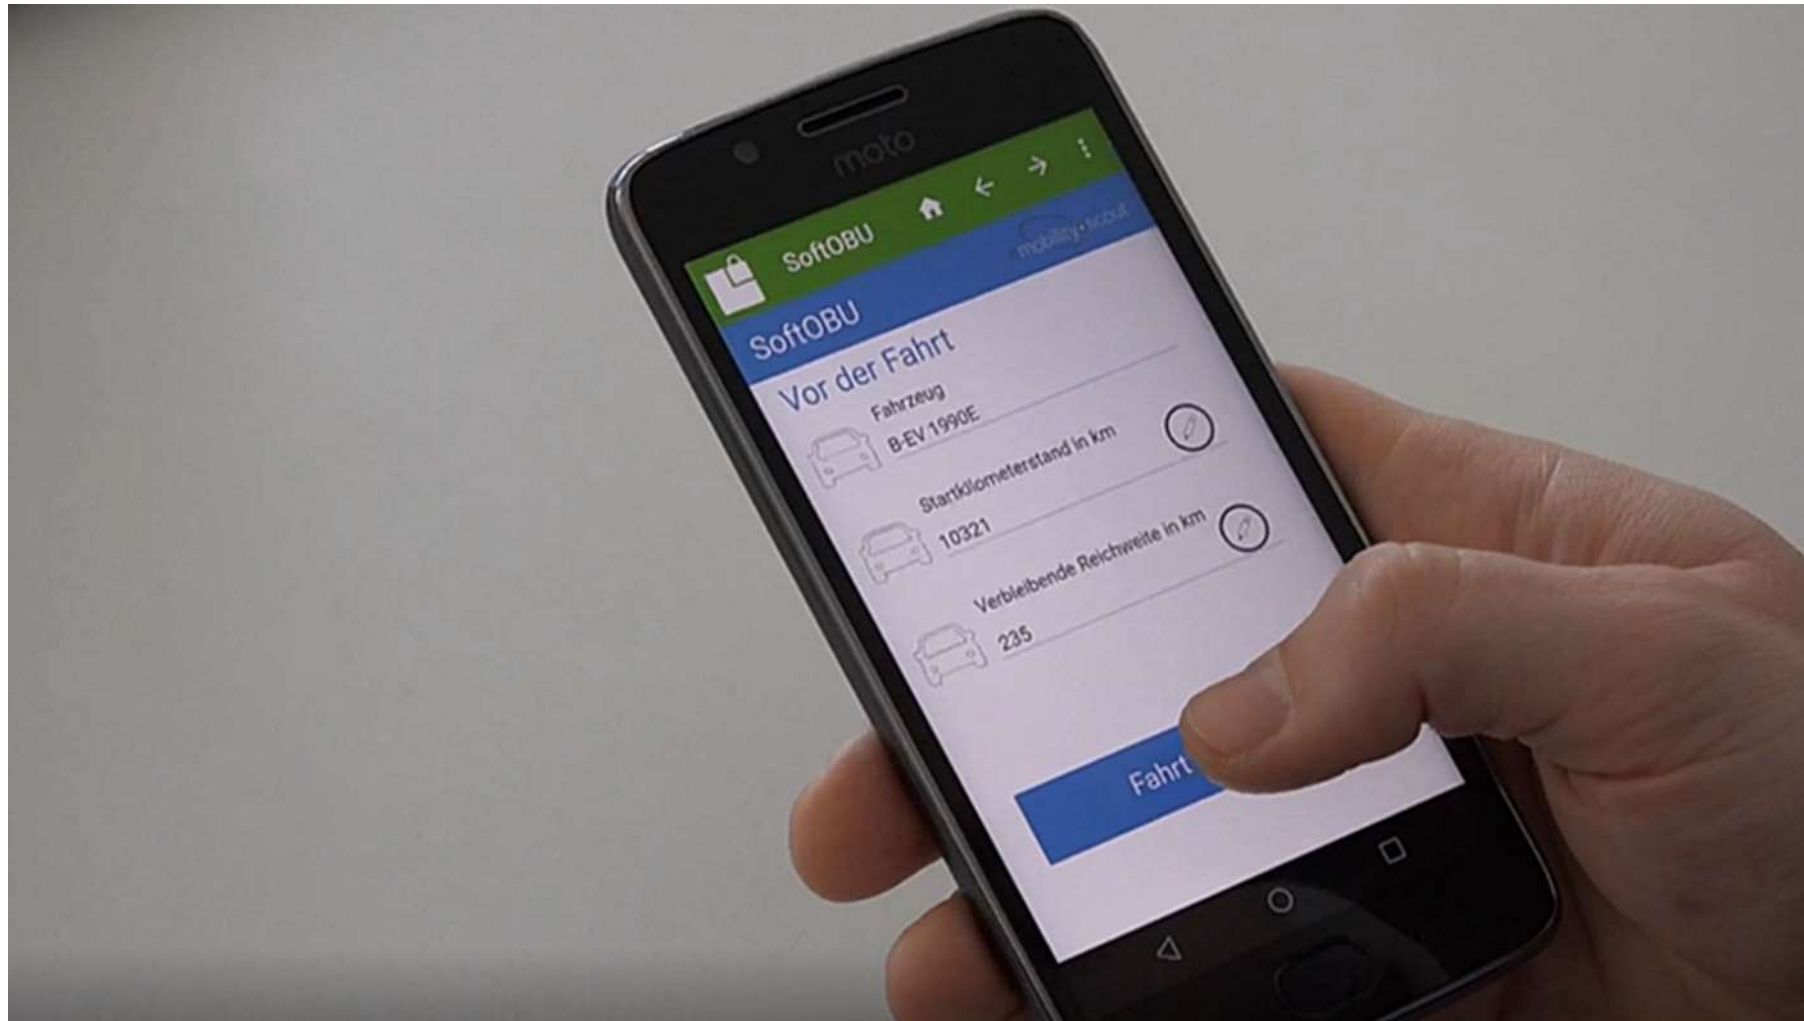 moto
SoftOBU
mobility scout
SoftOBU
Vor der Fahrt
Fahrzeug
B-EV 1990E
Startkilometerstand in km
10321
Verbleibende Reichweite in km
235
Fahrt